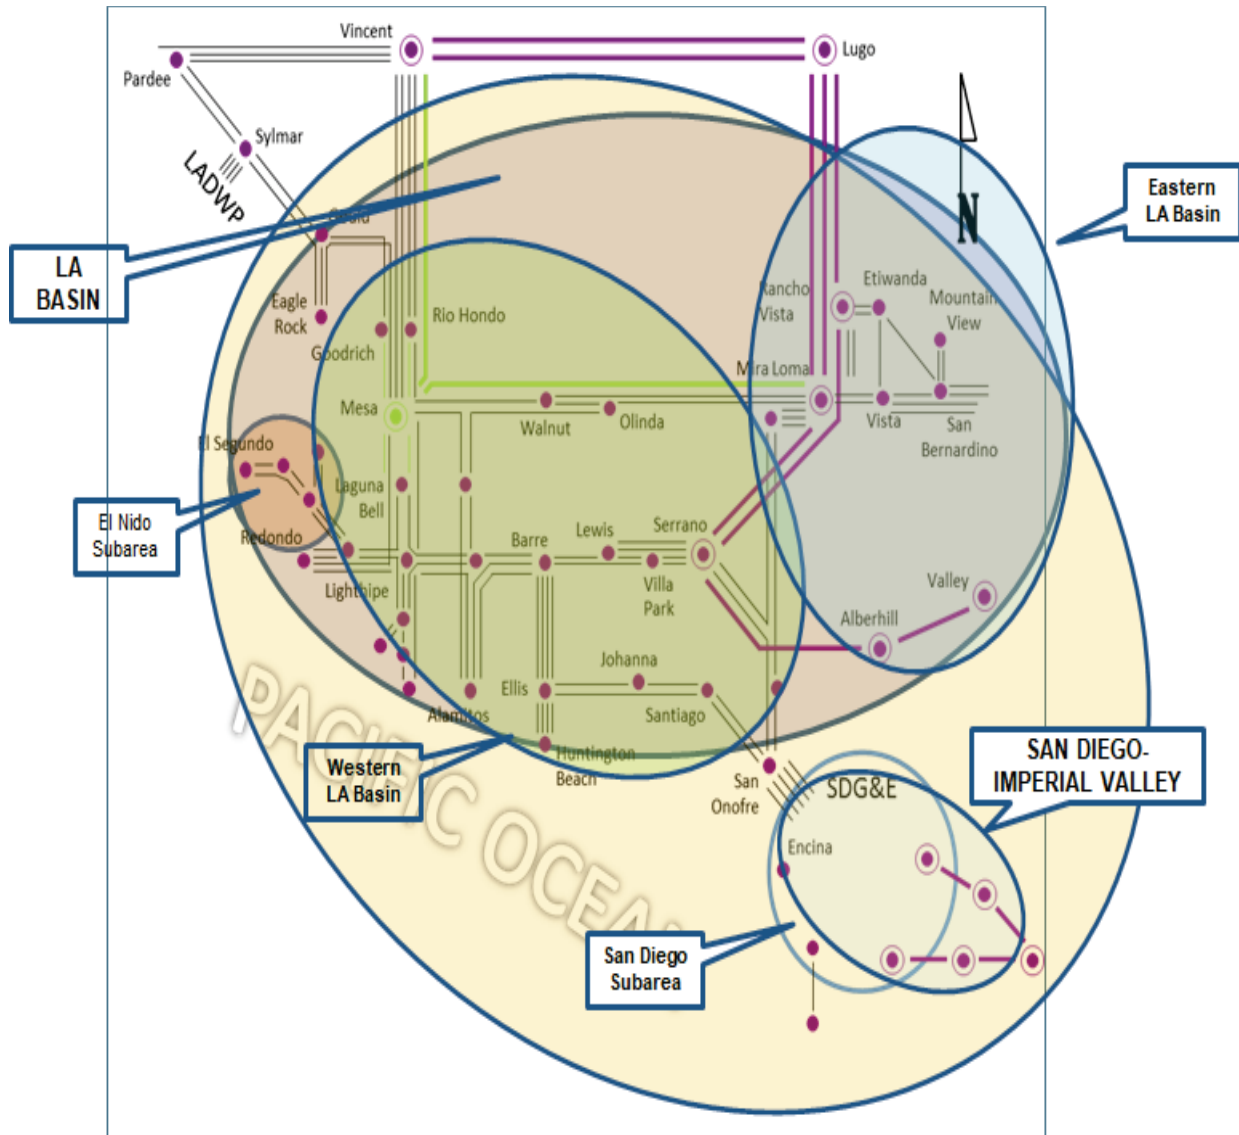 Vincent
Lugo
Pardee
Sylmar
LADWP
Eastern
LA Basin
N
Gould
LA
BASIN
Eagle
Rock
Rio Hondo
Goodrich
Rancho
Vista
Etiwanda
Mountain
View
Mira Loma
Mesa
Walnut
Olinda
Vista
San
Bernardino
El Segundo
El Nido
Subarea
Laguna
Bell
Redondo
Lighthipe
Barre
Lewis
Serrano
Villa
Park
Valley
Alberhill
Johanna
Ellis
Santiago
Alamitos
PACIFIC OCEAN
Western
LA Basin
Huntington
Beach
San
Onofre
SDG&E
SAN DIEGO-
IMPERIAL VALLEY
Encina
San Diego
Subarea